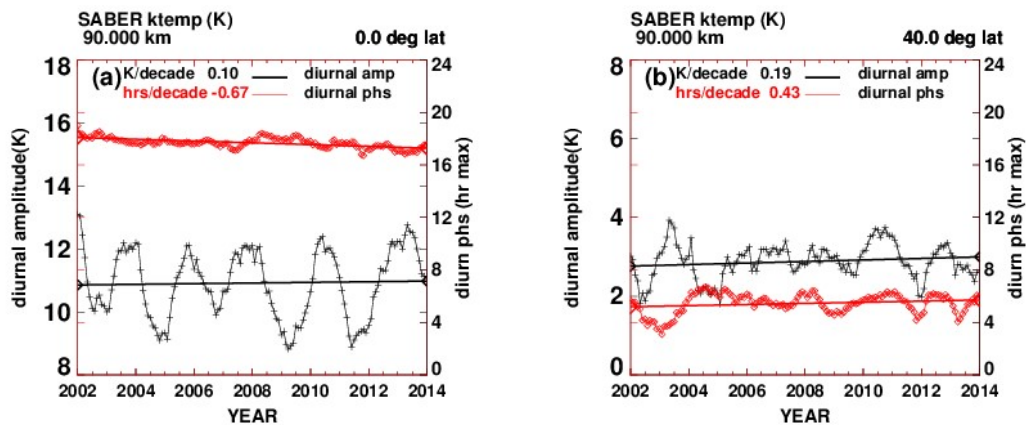 SABER ktemp (K)
90.000 km 0.0 deg lat
(a) K/decade 0.10 diurnal amp
hrs/decade -0.67 diurnal phs
diurnal amplitude(K)
18
16
14
12
10
8
24
20
16
12
8
4
0
diurn phs (hr max)
2002 2004 2006 2008 2010 2012 2014
YEAR
SABER ktemp (K)
90.000 km 40.0 deg lat
(b) K/decade 0.19 diurnal amp
hrs/decade 0.43 diurnal phs
diurnal amplitude(K)
8
6
4
2
0
24
20
16
12
8
4
0
diurn phs (hr max)
2002 2004 2006 2008 2010 2012 2014
YEAR